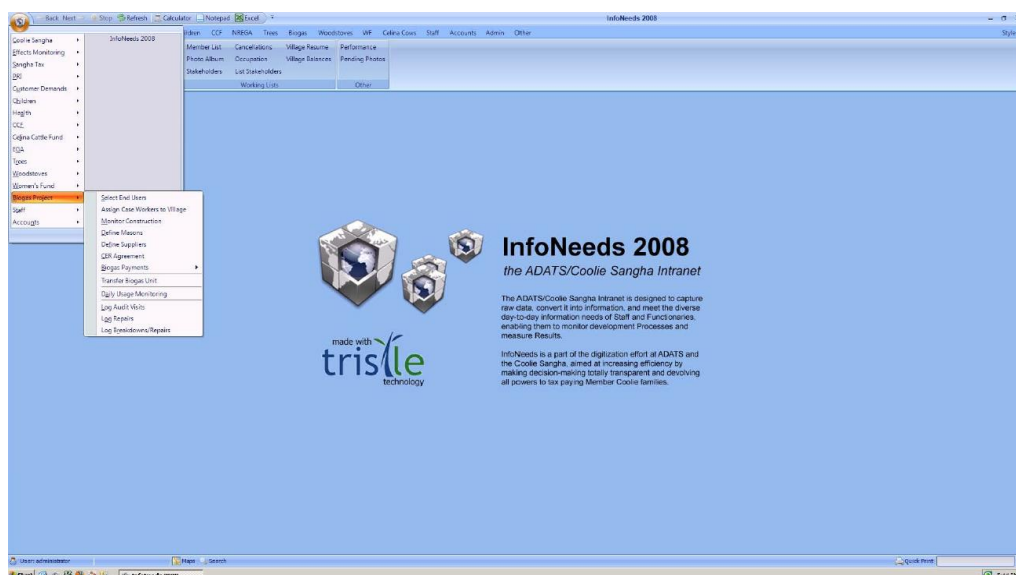 Back Next Stop Refresh Calculator Notepad Excel InfoNeeds 2008
CCF NREGA Trees Biogas Woodstoves WF Celina Cows Staff Accounts Admin Other Style
Coolie Sangha InfoNeeds 2008
Effects Monitoring
Sangha Tax
PRI
Customer Demands
Children
Health
CCF
Celina Cattle Fund
Trees
Woodstoves
Women's Fund
Biogas Project
Staff
Accounts
Member List Cancellations Village Resume Performance
Photo Album Occupation Village Balances Pending Photos
Stakeholders List Stakeholders
Working Lists Other
Select End Users
Assign Case Workers to Village
Monitor Construction
Define Masons
Define Suppliers
CER Agreement
Biogas Payments
Transfer Biogas Unit
Daily Usage Monitoring
Log Audit Visits
Log Repairs
Log Breakdowns/Repairs
InfoNeeds 2008
the ADATS/Coolie Sangha Intranet
The ADATS/Coolie Sangha Intranet is designed to capture
raw data, convert it into information, and meet the diverse
day-to-day information needs of Staff and Functionaries,
enabling them to monitor development Processes and
measure Results.
InfoNeeds is a part of the digitization effort at ADATS and
the Coolie Sangha, aimed at increasing efficiency by
making decision-making totally transparent and devolving
all powers to tax paying Member Coolie families.
made with
tristle
technology
User: administrator Maps Search Quick Print